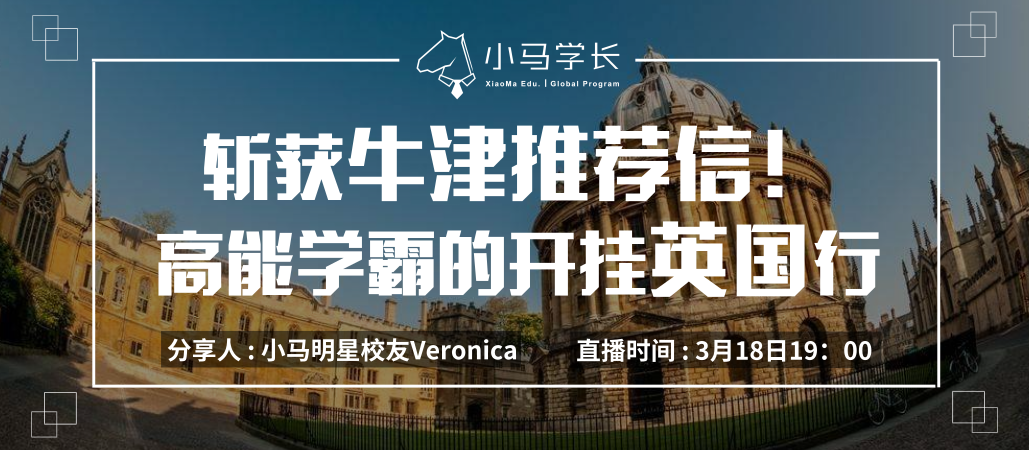 小马学长
XiaoMa Edu. | Global Program
斩获牛津推荐信！
高能学霸的开挂英国行
分享人：小马明星校友Veronica
直播时间：3月18日19：00